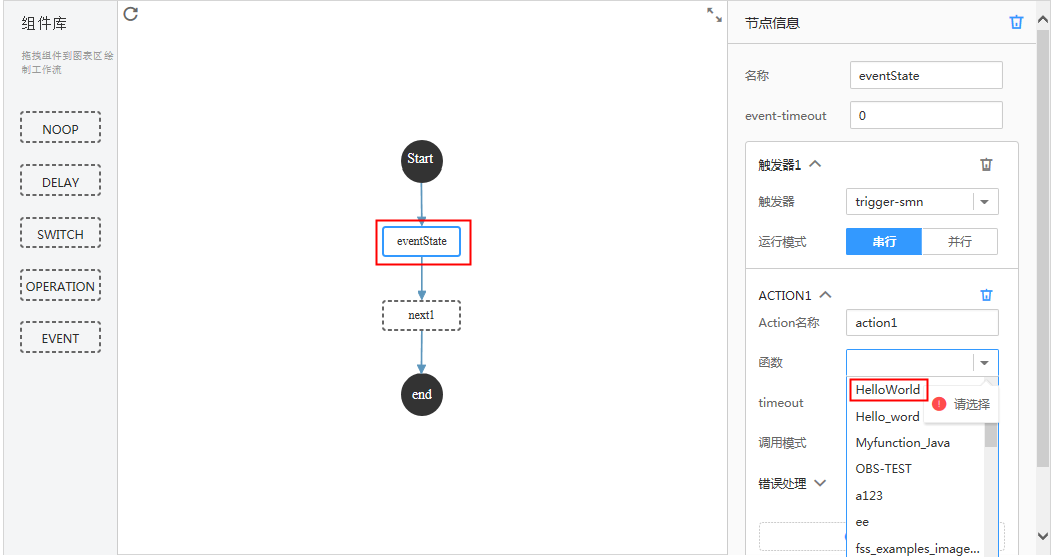 组件库
拖拽组件到图表区绘
制工作流
NOOP
DELAY
SWITCH
OPERATION
EVENT
Start
eventState
next1
end
节点信息
名称
eventState
event-timeout
0
触发器1
触发器
trigger-smn
运行模式
串行
并行
ACTION1
Action名称
action1
函数
HelloWorld
请选择
timeout
Hello_word
调用模式
Myfunction_Java
OBS-TEST
错误处理
a123
ee
fss_examples_image...